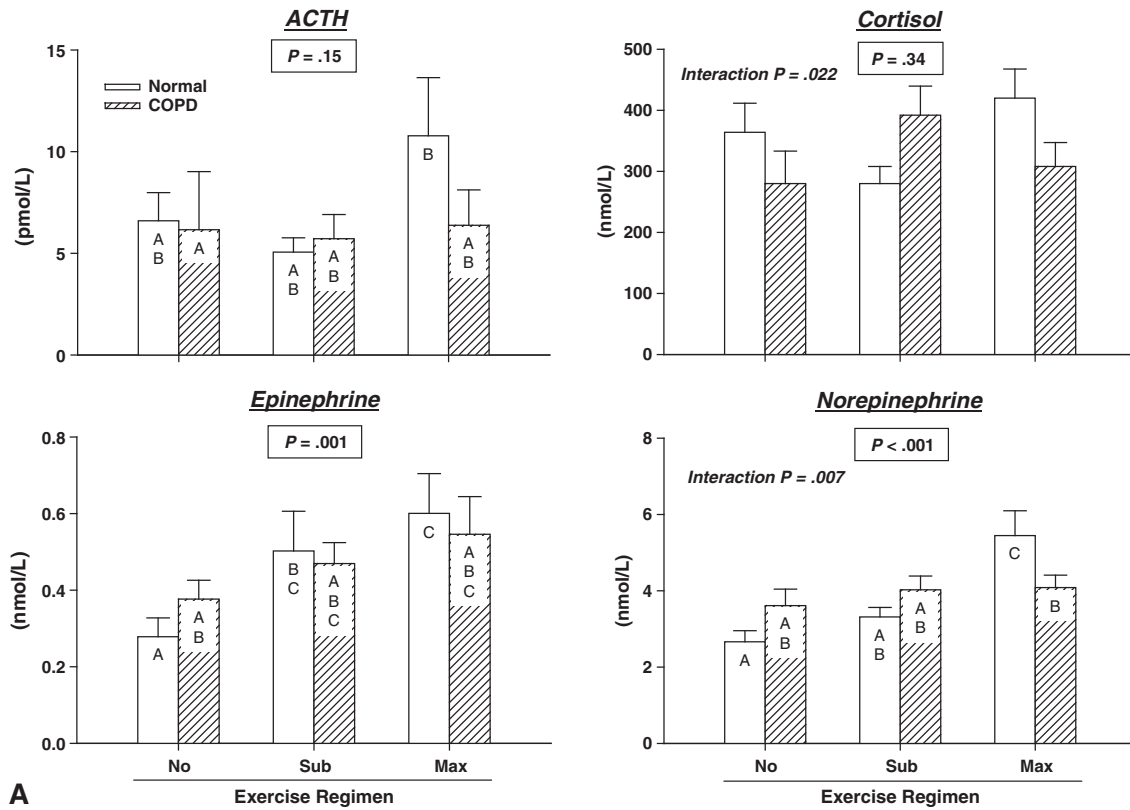 ACTH
P = .15
15
10
5
0
(pmol/L)
Normal
COPD
A
B
A
A
B
A
B
B
A
B
Cortisol
P = .34
Interaction P = .022
500
400
300
200
100
0
(nmol/L)
Epinephrine
P = .001
0.8
0.6
0.4
0.2
0.0
(nmol/L)
A
A
B
B
C
A
B
C
C
A
B
C
No
Sub
Max
Exercise Regimen
Norepinephrine
P < .001
Interaction P = .007
8
6
4
2
0
(nmol/L)
A
A
B
A
B
A
B
C
B
No
Sub
Max
Exercise Regimen
A